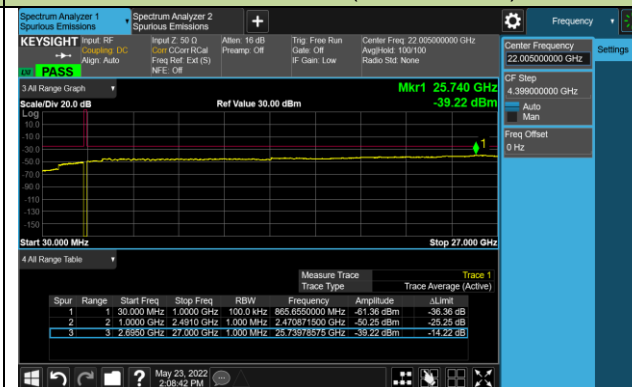 Spectrum Analyzer 1
Spurious Emissions
Spectrum Analyzer 2
Spurious Emissions
+
Frequency
KEYSIGHT
Input: RF
Coupling: DC
Align: Auto
Input Z: 50 Ω
Corr CCorr RCal
Freq Ref: Ext (S)
NFE: Off
Atten: 16 dB
Preamp: Off
Trig: Free Run
Gate: Off
IF Gain: Low
Center Freq: 22.005000000 GHz
Avg|Hold: 100/100
Radio Std: None
PASS
Center Frequency
22.005000000 GHz
Settings
CF Step
4.399000000 GHz
Auto
Man
Freq Offset
0 Hz
3 All Range Graph
Mkr1 25.740 GHz
-39.22 dBm
Scale/Div 20.0 dB
Ref Value 30.00 dBm
Log
10.0
-10.0
-30.0
-50.0
-70.0
-90.0
-110
-130
-150
1
Start 30.000 MHz
Stop 27.000 GHz
4 All Range Table
Measure Trace Trace 1
Trace Type Trace Average (Active)
Spur Range Start Freq Stop Freq RBW Frequency Amplitude ΔLimit
1 1 30.000 MHz 1.0000 GHz 100.0 kHz 865.6550000 MHz -61.36 dBm -36.36 dB
2 2 1.0000 GHz 2.4910 GHz 1.000 MHz 2.470871500 GHz -50.25 dBm -25.25 dB
3 3 2.6950 GHz 27.000 GHz 1.000 MHz 25.73978575 GHz -39.22 dBm -14.22 dB
?
May 23, 2022
2:08:42 PM